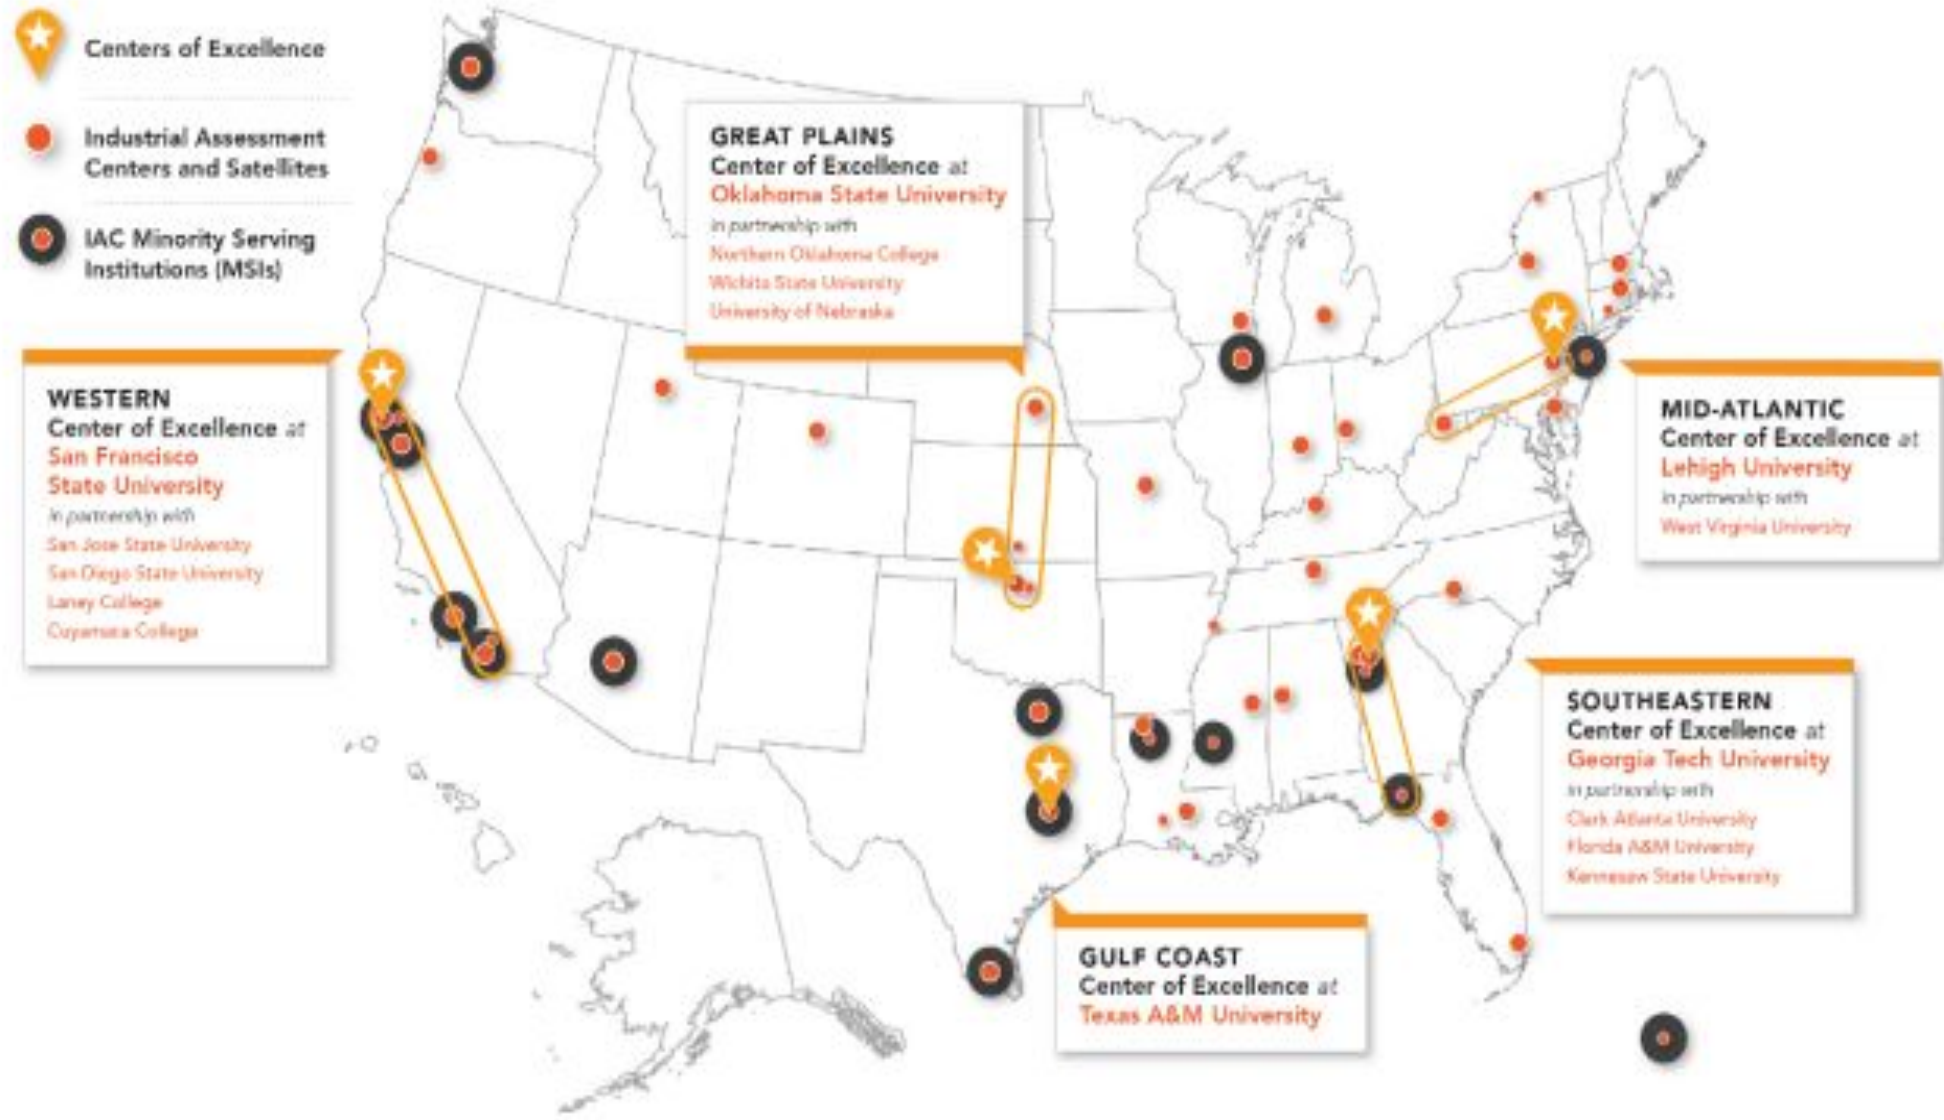 Centers of Excellence
Industrial Assessment
Centers and Satellites
IAC Minority Serving
Institutions (MSIs)
GREAT PLAINS
Center of Excellence at
Oklahoma State University
in partnership with
Northern Oklahoma College
Wichita State University
University of Nebraska
WESTERN
Center of Excellence at
San Francisco
State University
in partnership with
San Jose State University
San Diego State University
Laney College
Cuyamaca College
MID-ATLANTIC
Center of Excellence at
Lehigh University
in partnership with
West Virginia University
SOUTHEASTERN
Center of Excellence at
Georgia Tech University
in partnership with
Clark Atlanta University
Florida A&M University
Kennesaw State University
GULF COAST
Center of Excellence at
Texas A&M University